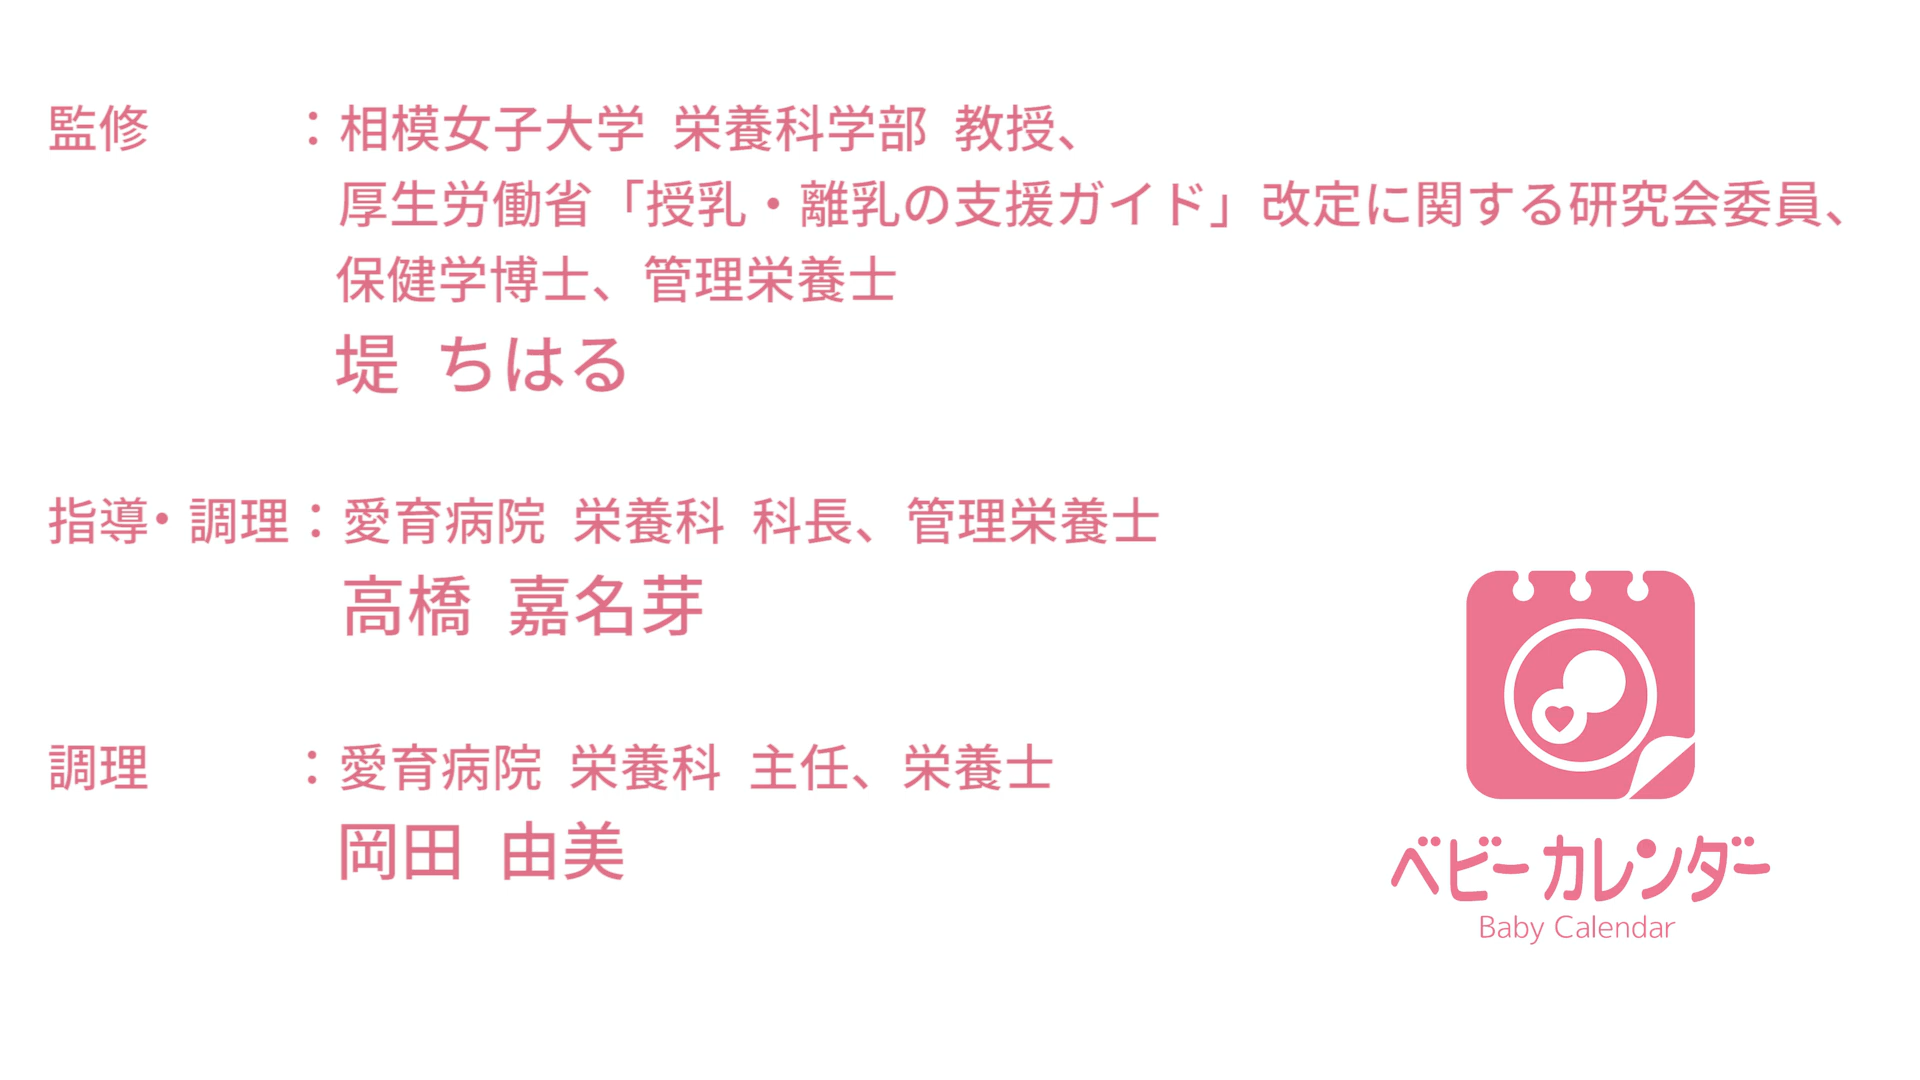 監修　　　：相模女子大学 栄養科学部 教授、
厚生労働省「授乳・離乳の支援ガイド」改定に関する研究会委員、
保健学博士、管理栄養士
堤 ちはる
指導・調理：愛育病院 栄養科 科長、管理栄養士
高橋 嘉名芽
調理　　　：愛育病院 栄養科 主任、栄養士
岡田 由美
ベビーカレンダー
Baby Calendar